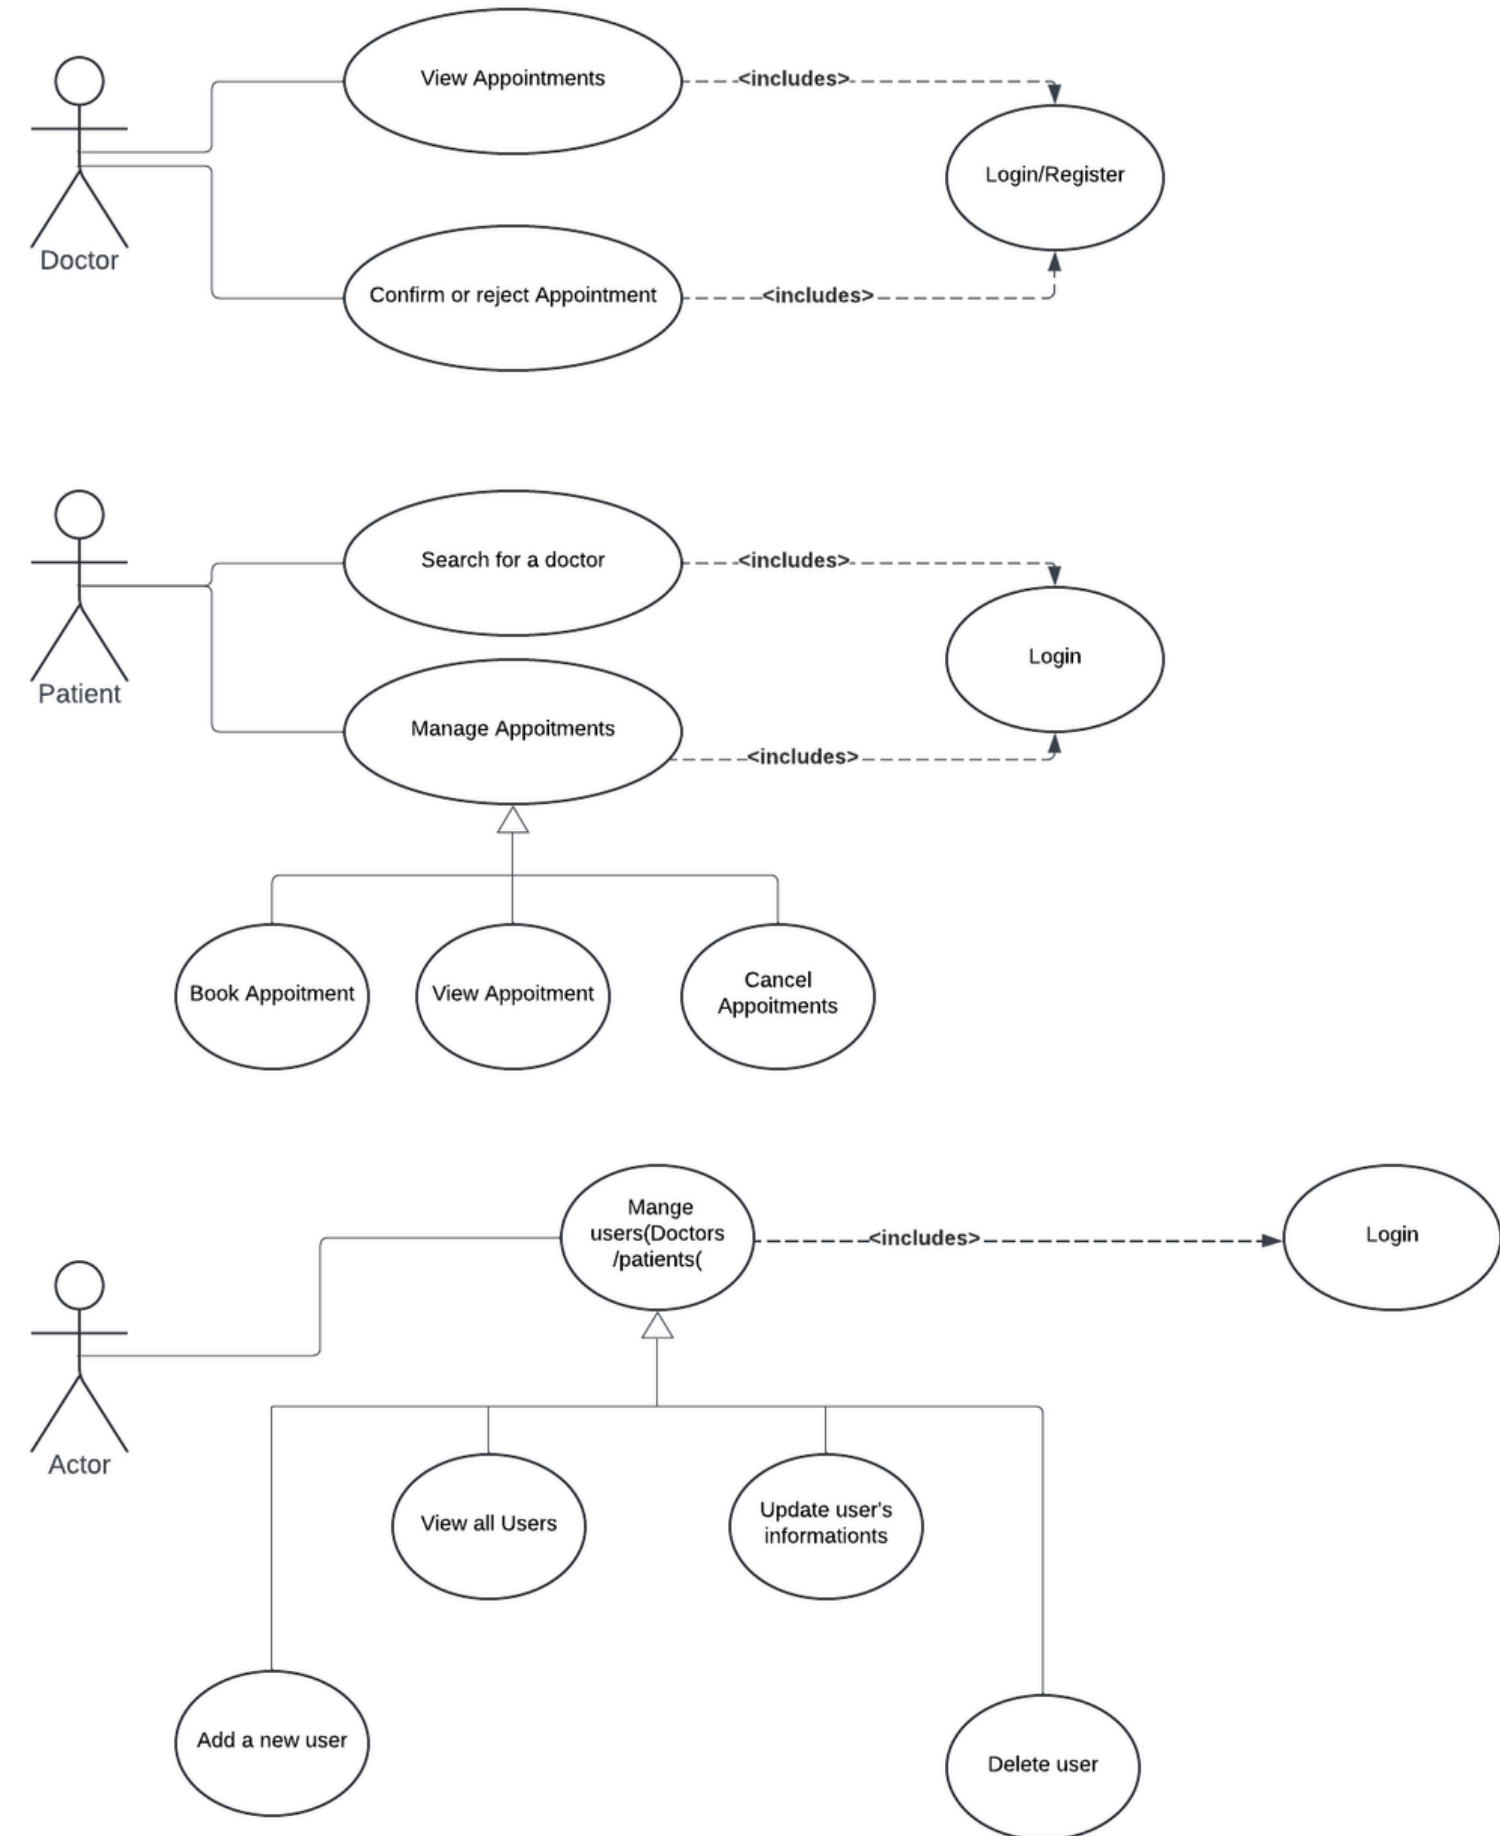 View Appointments
<includes>
Login/Register
Doctor
Confirm or reject Appointment
<includes>
Search for a doctor
<includes>
Login
Patient
Manage Appoitments
<includes>
Book Appoitment
View Appoitment
Cancel
Appoitments
Mange
users(Doctors
/patients(
<includes>
Login
Actor
View all Users
Update user's
informationts
Add a new user
Delete user